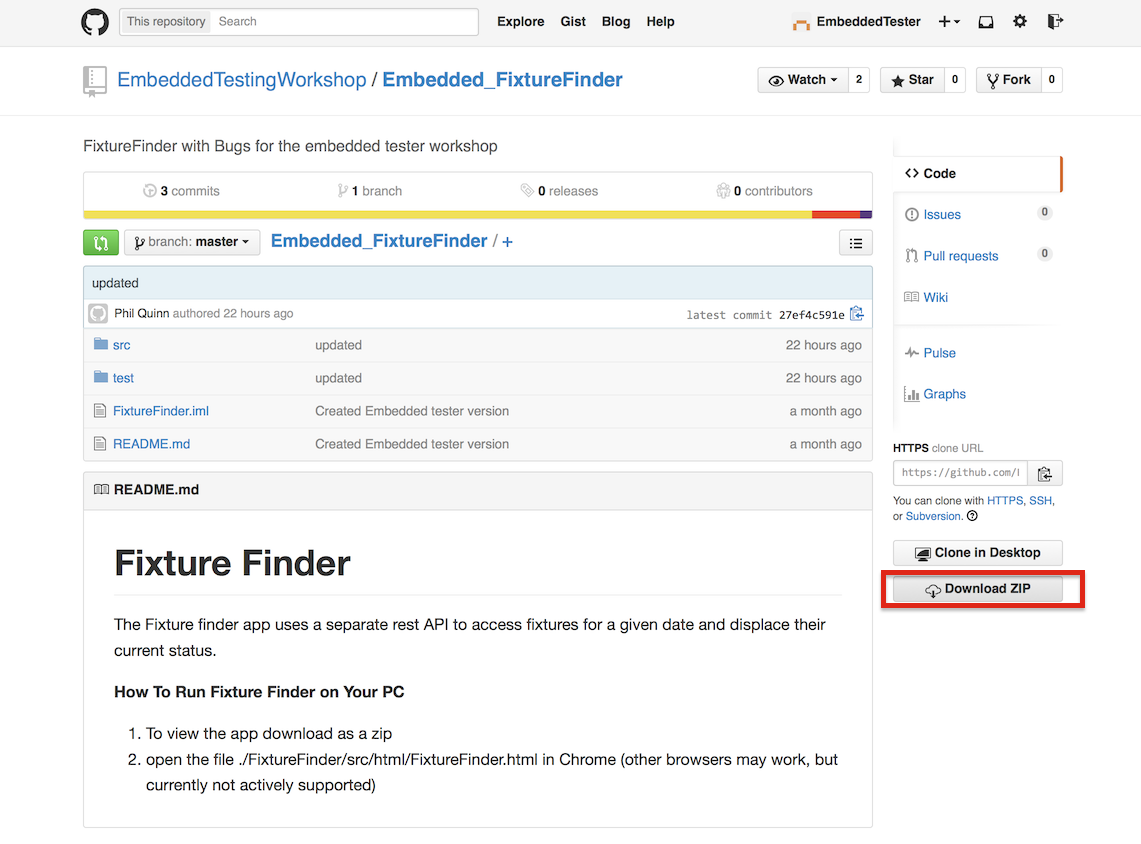 This repository Search Explore Gist Blog Help EmbeddedTester
EmbeddedTestingWorkshop / Embedded_FixtureFinder Watch 2 Star 0 Fork 0
FixtureFinder with Bugs for the embedded tester workshop
3 commits 1 branch 0 releases 0 contributors
branch: master Embedded_FixtureFinder / +
updated
Phil Quinn authored 22 hours ago latest commit 27ef4c591e
src updated 22 hours ago
test updated 22 hours ago
FixtureFinder.iml Created Embedded tester version a month ago
README.md Created Embedded tester version a month ago
README.md
Fixture Finder
The Fixture finder app uses a separate rest API to access fixtures for a given date and displace their
current status.
How To Run Fixture Finder on Your PC
1. To view the app download as a zip
2. open the file ./FixtureFinder/src/html/FixtureFinder.html in Chrome (other browsers may work, but
currently not actively supported)
Code
Issues 0
Pull requests 0
Wiki
Pulse
Graphs
HTTPS clone URL
https://github.com/
You can clone with HTTPS, SSH,
or Subversion.
Clone in Desktop
Download ZIP